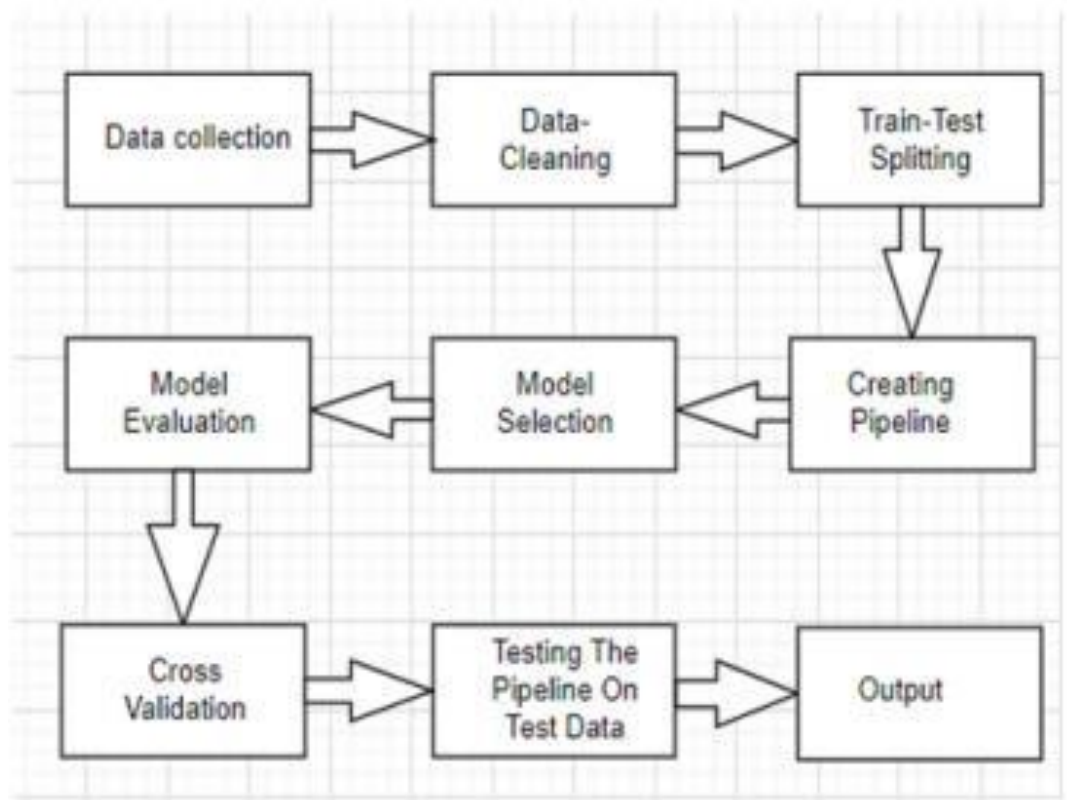 Data collection
Data-
Cleaning
Train-Test
Splitting
Creating
Pipeline
Model
Selection
Model
Evaluation
Cross
Validation
Testing The
Pipeline On
Test Data
Output